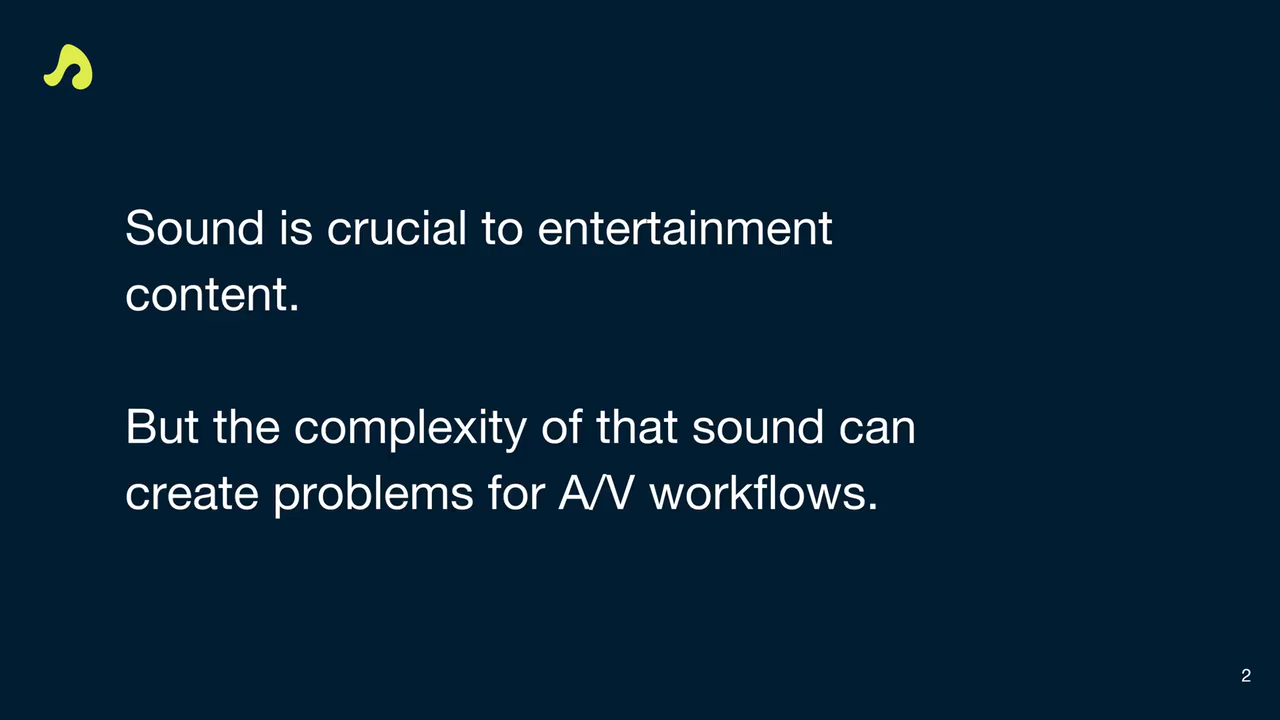 Sound is crucial to entertainment
content.
But the complexity of that sound can
create problems for A/V workflows.
2